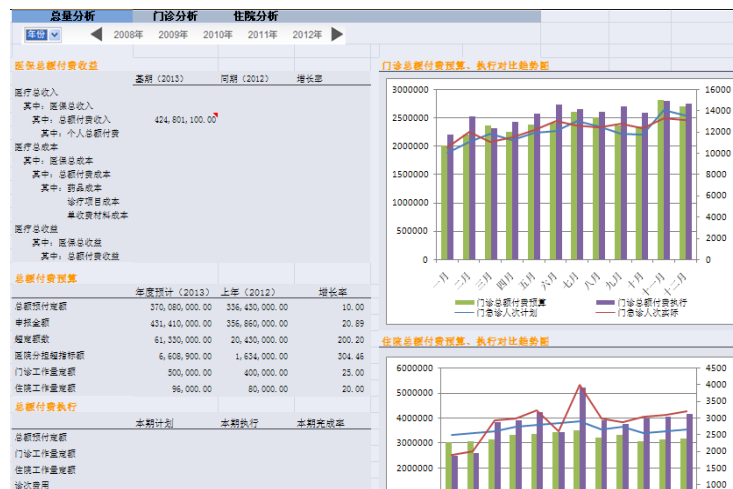 总量分析 门诊分析 住院分析
年份 2008年 2009年 2010年 2011年 2012年
医保总额付费收益
基期（2013） 同期（2012） 增长率
医疗总收入
其中：医保总收入
其中：总额付费收入 424,801,100.00
其中：个人总额付费
医疗总成本
其中：医保总成本
其中：总额付费成本
其中：药品成本
诊疗项目成本
单收费材料成本
医疗总收益
其中：医保总收益
其中：总额付费收益
总额付费预算
年度预计（2013） 上年（2012） 增长率
总额预付定额 370,080,000.00 336,430,000.00 10.00
申报金额 431,410,000.00 356,860,000.00 20.89
超定额数 61,330,000.00 20,430,000.00 200.20
医院分担超指标额 6,608,900.00 1,634,000.00 304.46
门诊工作量定额 500,000.00 400,000.00 25.00
住院工作量定额 96,000.00 80,000.00 20.00
总额付费执行
本期计划 本期执行 本期完成率
总额预付定额
门诊工作量定额
住院工作量定额
诊次费用
门诊总额付费预算、执行对比趋势图
3000000 16000
2500000 14000
2000000 12000
1500000 10000
1000000 8000
500000 6000
0 4000
2000
0
一月 二月 三月 四月 五月 六月 七月 八月 九月 十月 十一月 十二月
门诊总额付费预算 门诊总额付费执行
门急诊人次计划 门急诊人次实际
住院总额付费预算、执行对比趋势图
6000000 4500
5000000 4000
4000000 3500
3000000 3000
2000000 2500
2000
1500
1000